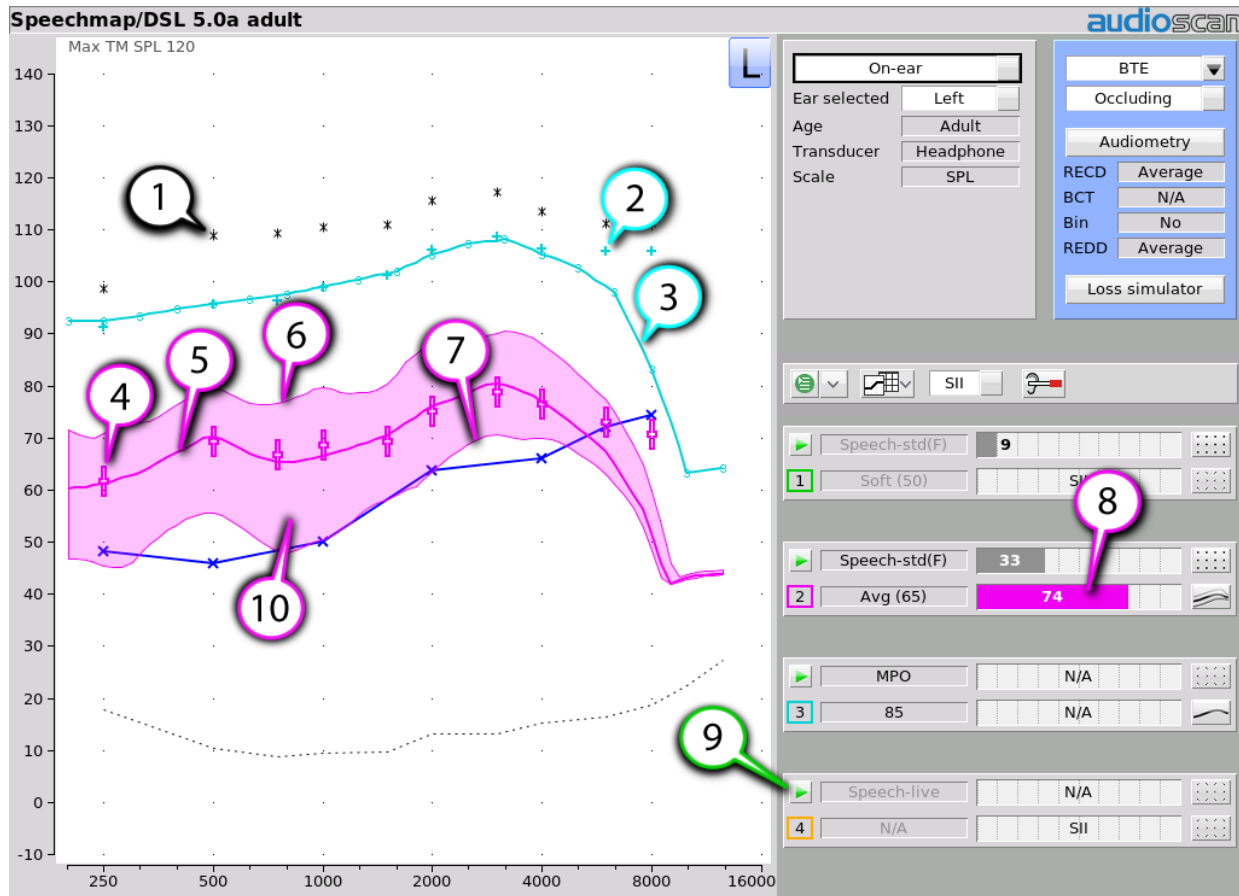 Speechmap/DSL 5.0a adult
audioscan
Max TM SPL 120
L
140
130
120
110
100
90
80
70
60
50
40
30
20
10
0
-10
250
500
1000
2000
4000
8000
16000
1
2
3
4
5
6
7
8
9
10
On-ear
Ear selected Left
Age Adult
Transducer Headphone
Scale SPL
BTE
Occluding
Audiometry
RECD Average
BCT N/A
Bin No
REDD Average
Loss simulator
SII
Speech-std(F) 9
1 Soft (50) SII
Speech-std(F) 33
2 Avg (65) 74
MPO N/A
3 85 N/A
Speech-live N/A
4 N/A SII